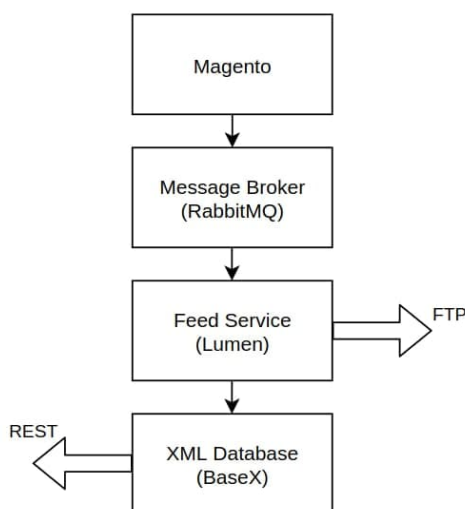 Magento
Message Broker
(RabbitMQ)
Feed Service
(Lumen)
FTP
REST
XML Database
(BaseX)